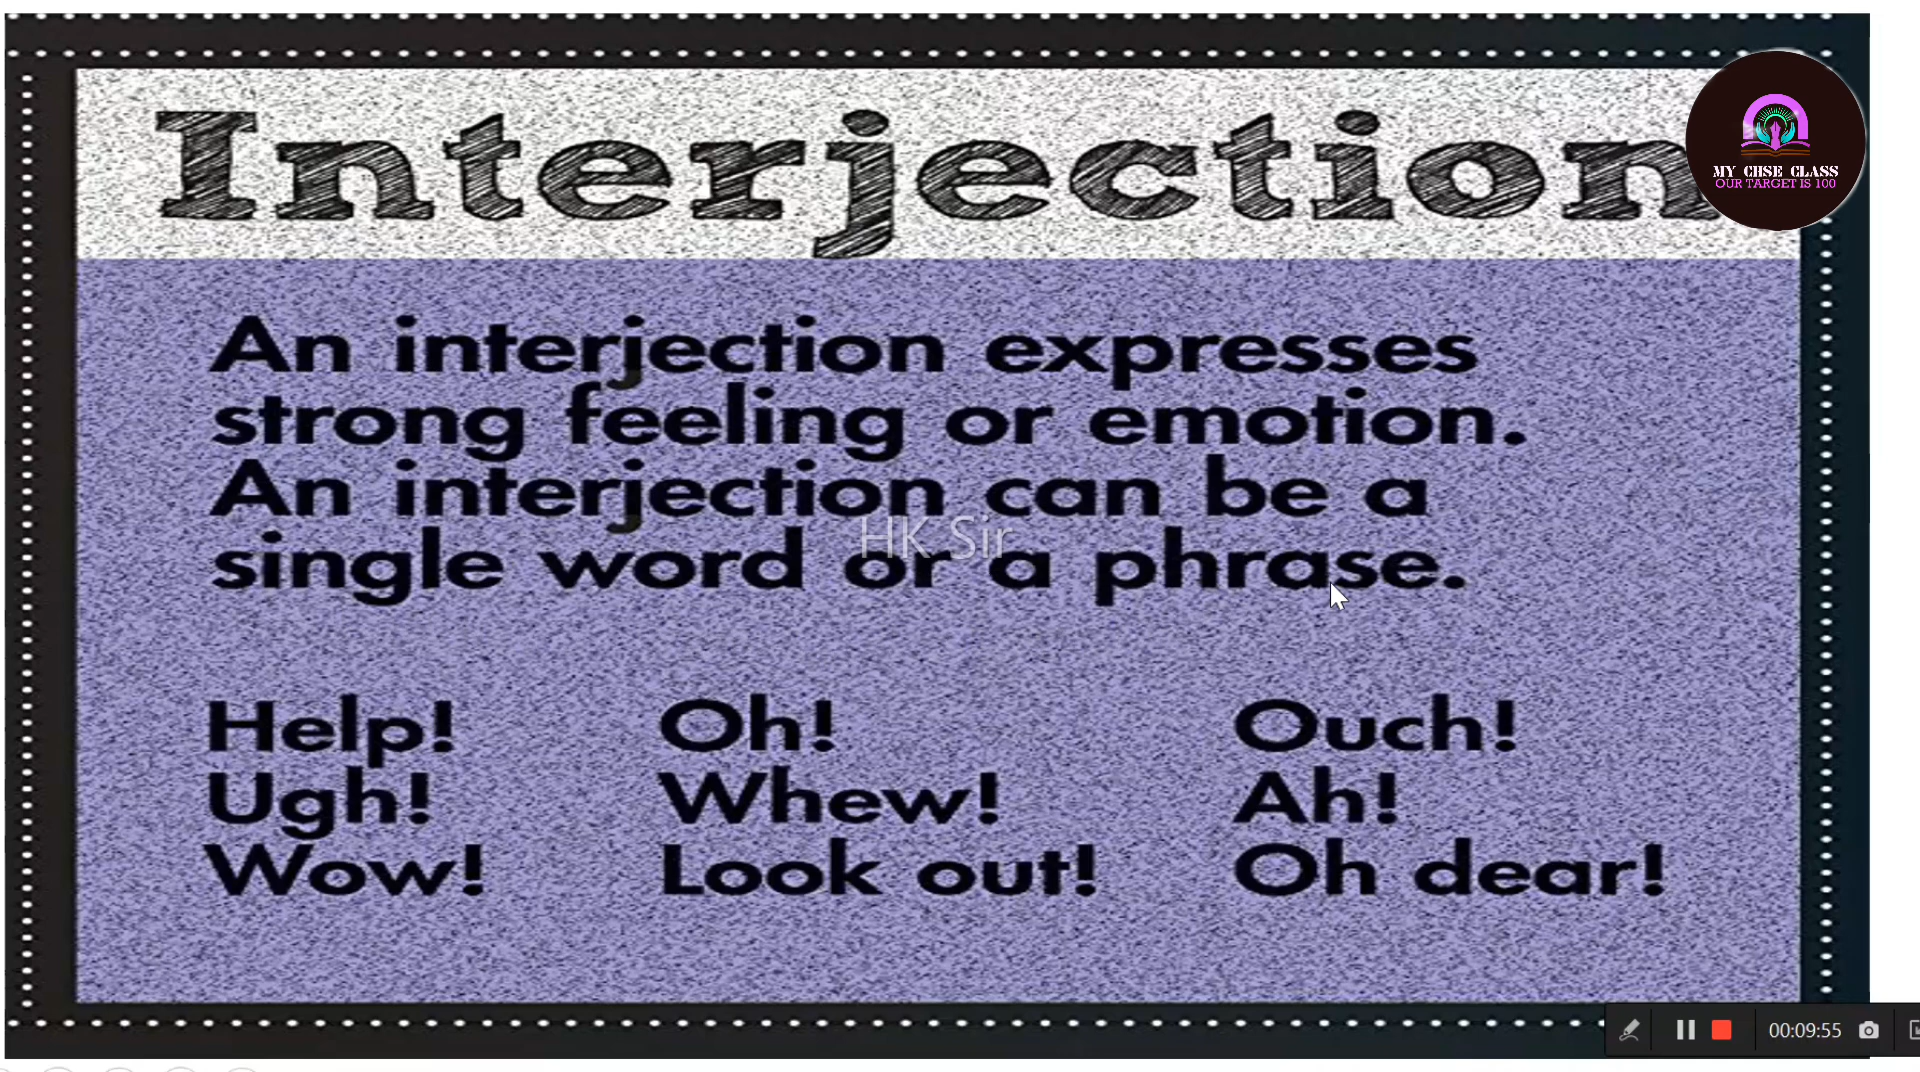 Interjection
MY CHSE CLASS
OUR TARGET IS 100
An interjection expresses
strong feeling or emotion.
An interjection can be a
single word or a phrase.
HK Sir
Help! Oh! Ouch!
Ugh! Whew! Ah!
Wow! Look out! Oh dear!
00:09:55